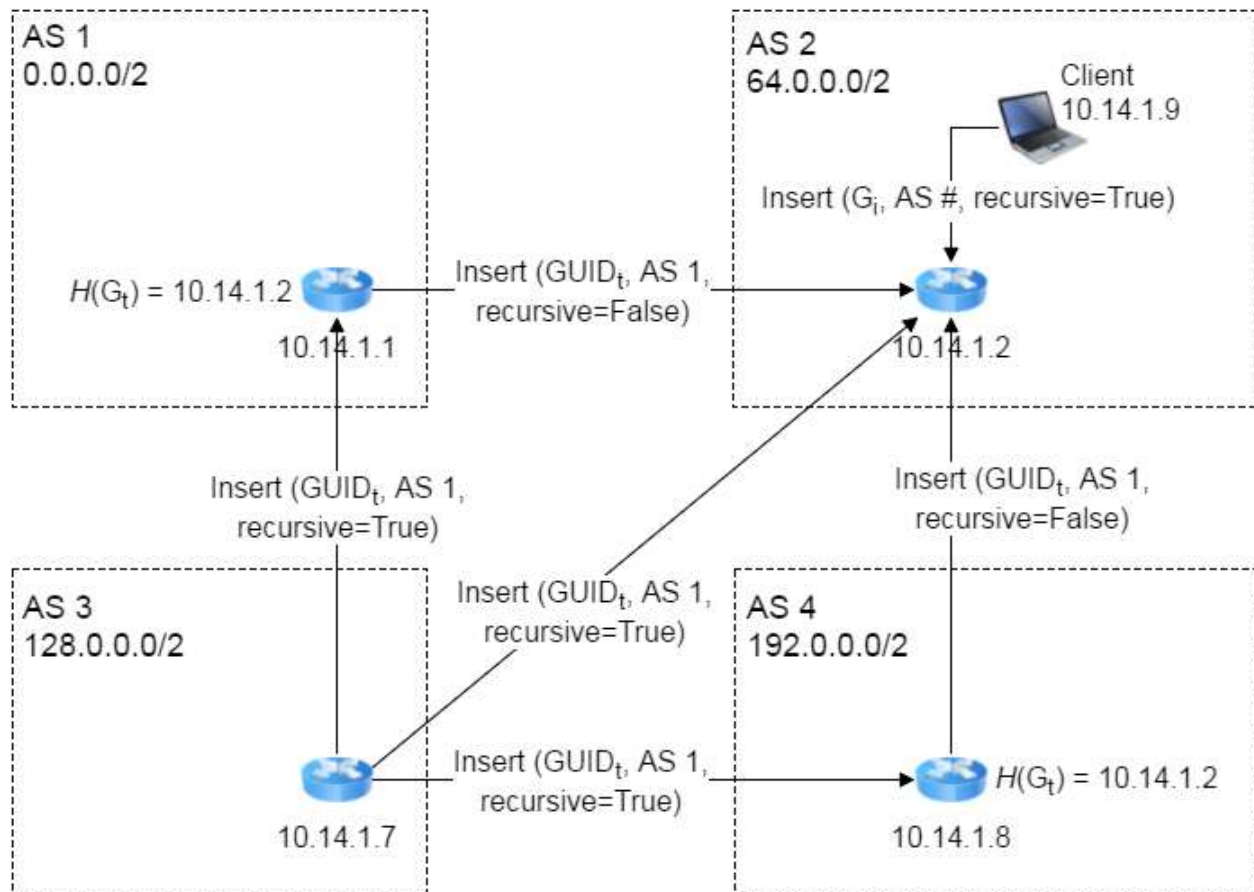 AS 1
0.0.0.0/2
AS 2
64.0.0.0/2
Client
10.14.1.9
Insert (Gi, AS #, recursive=True)
H(Gt) = 10.14.1.2
10.14.1.1
Insert (GUIDt, AS 1,
recursive=False)
10.14.1.2
Insert (GUIDt, AS 1,
recursive=True)
Insert (GUIDt, AS 1,
recursive=False)
AS 3
128.0.0.0/2
Insert (GUIDt, AS 1,
recursive=True)
AS 4
192.0.0.0/2
10.14.1.7
Insert (GUIDt, AS 1,
recursive=True)
H(Gt) = 10.14.1.2
10.14.1.8